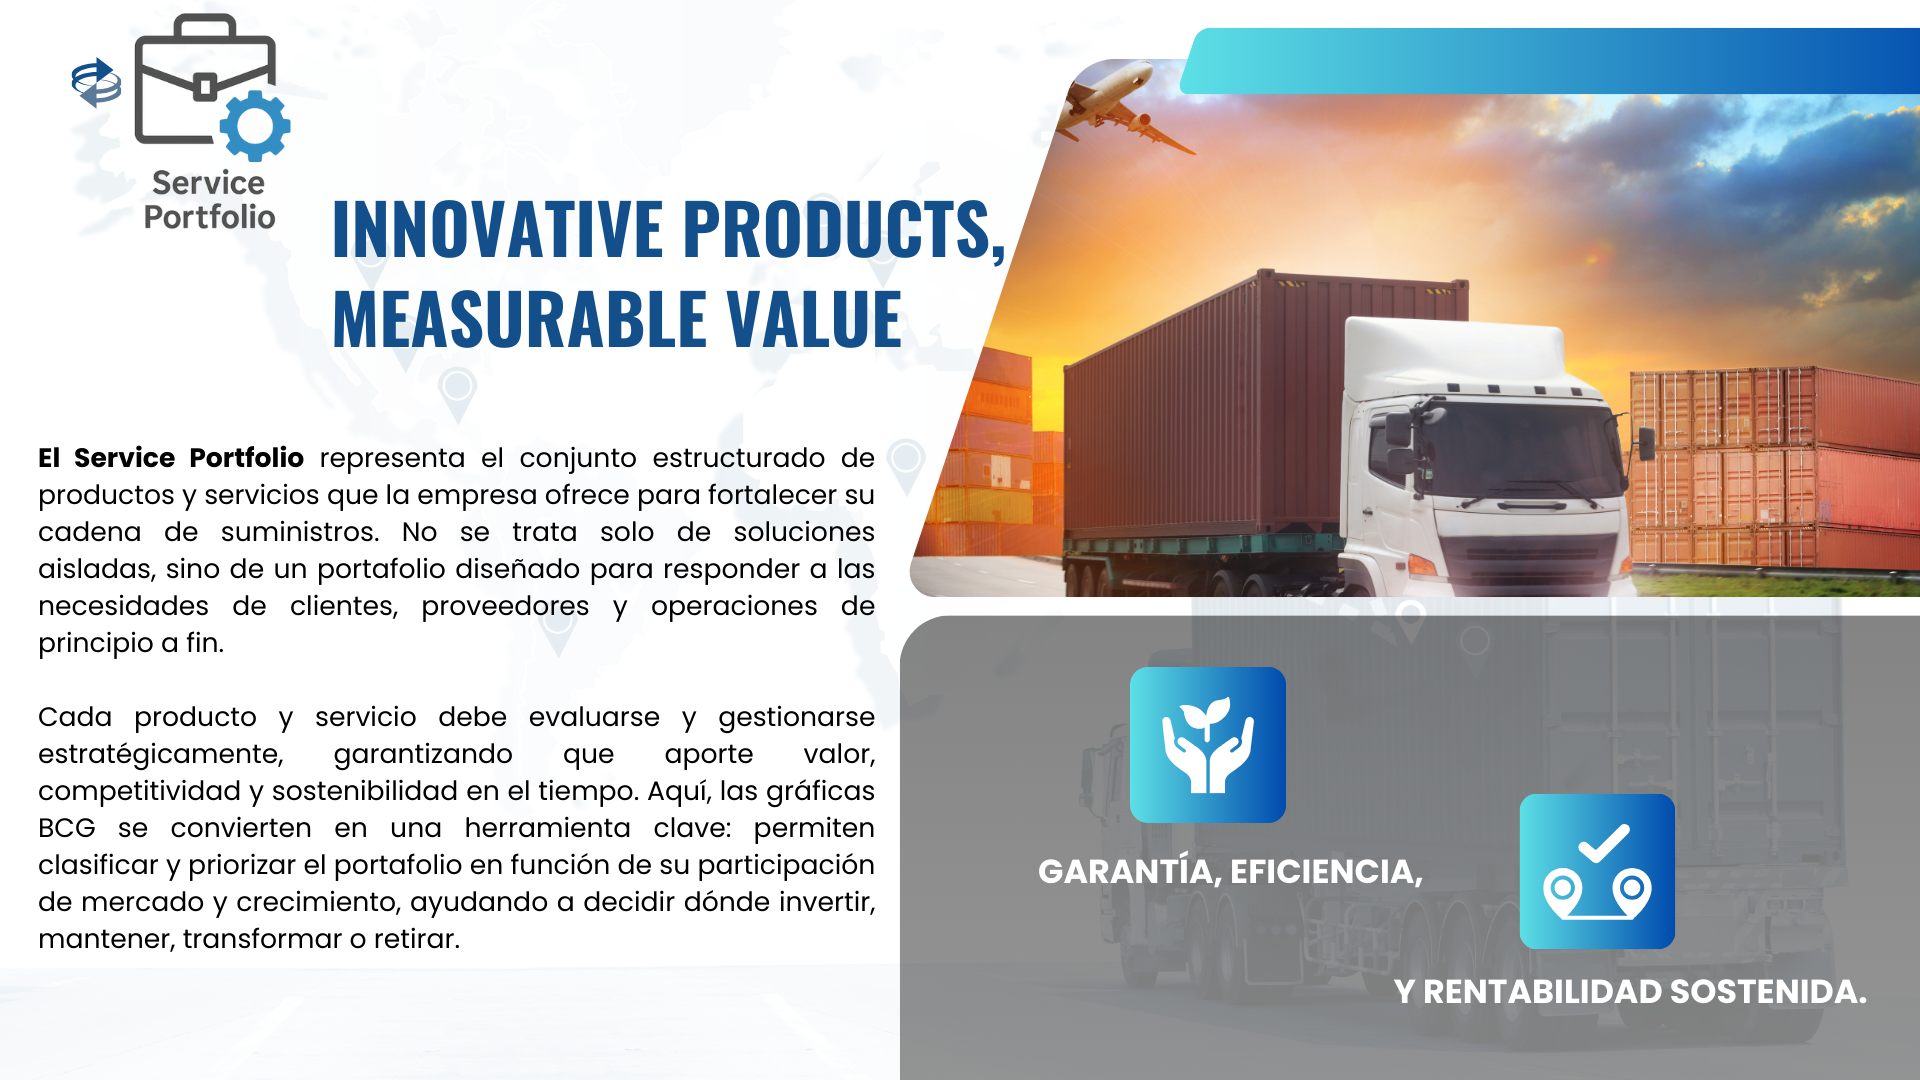 Service
Portfolio
INNOVATIVE PRODUCTS,
MEASURABLE VALUE
El Service Portfolio representa el conjunto estructurado de
productos y servicios que la empresa ofrece para fortalecer su
cadena de suministros. No se trata solo de soluciones
aisladas, sino de un portafolio diseñado para responder a las
necesidades de clientes, proveedores y operaciones de
principio a fin.
Cada producto y servicio debe evaluarse y gestionarse
estratégicamente, garantizando que aporte valor,
competitividad y sostenibilidad en el tiempo. Aquí, las gráficas
BCG se convierten en una herramienta clave: permiten
clasificar y priorizar el portafolio en función de su participación
de mercado y crecimiento, ayudando a decidir dónde invertir,
mantener, transformar o retirar.
GARANTÍA, EFICIENCIA,
Y RENTABILIDAD SOSTENIDA.